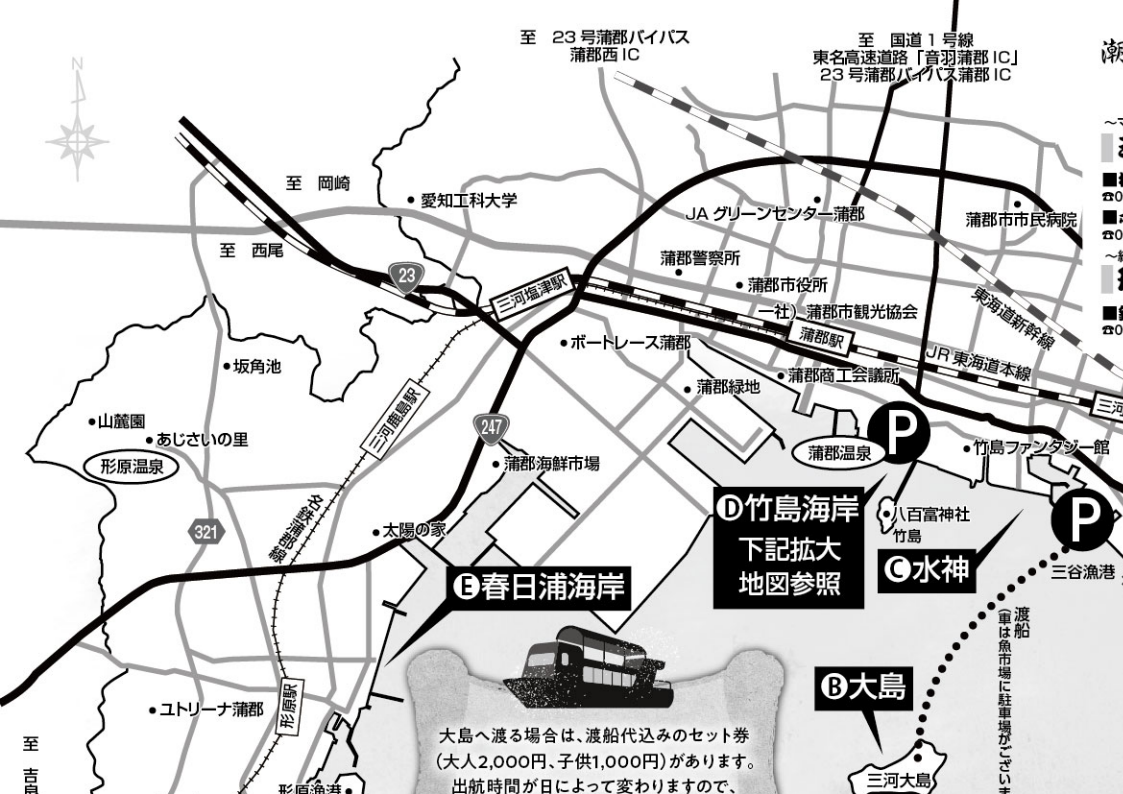 至 23号蒲郡バイパス
蒲郡西IC
至 国道1号線
東名高速道路「音羽蒲郡IC」
23号蒲郡バイパス蒲郡IC
潮
N
至 岡崎
愛知工科大学
JAグリーンセンター蒲郡
蒲郡市市民病院
至 西尾
23
蒲郡警察所
蒲郡市役所
三河塩津駅
一社）蒲郡市観光協会
東海道新幹線
蒲郡駅
ボートレース蒲郡
JR東海道本線
坂角池
蒲郡商工会議所
蒲郡緑地
三河
三河鹿島駅
山麓園
あじさいの里
形原温泉
247
P
蒲郡温泉
竹島ファンタジー館
蒲郡海鮮市場
D竹島海岸
下記拡大
地図参照
八百富神社
竹島
P
321
名鉄蒲郡線
太陽の家
C水神
三谷漁港
E春日浦海岸
渡船
（車は魚市場に駐車場がございま
B大島
ユトリーナ蒲郡
形原駅
三河大島
至 吉良
形原漁港
大島へ渡る場合は、渡船代込みのセット券
（大人2,000円、子供1,000円）があります。
出航時間が日によって変わりますので、